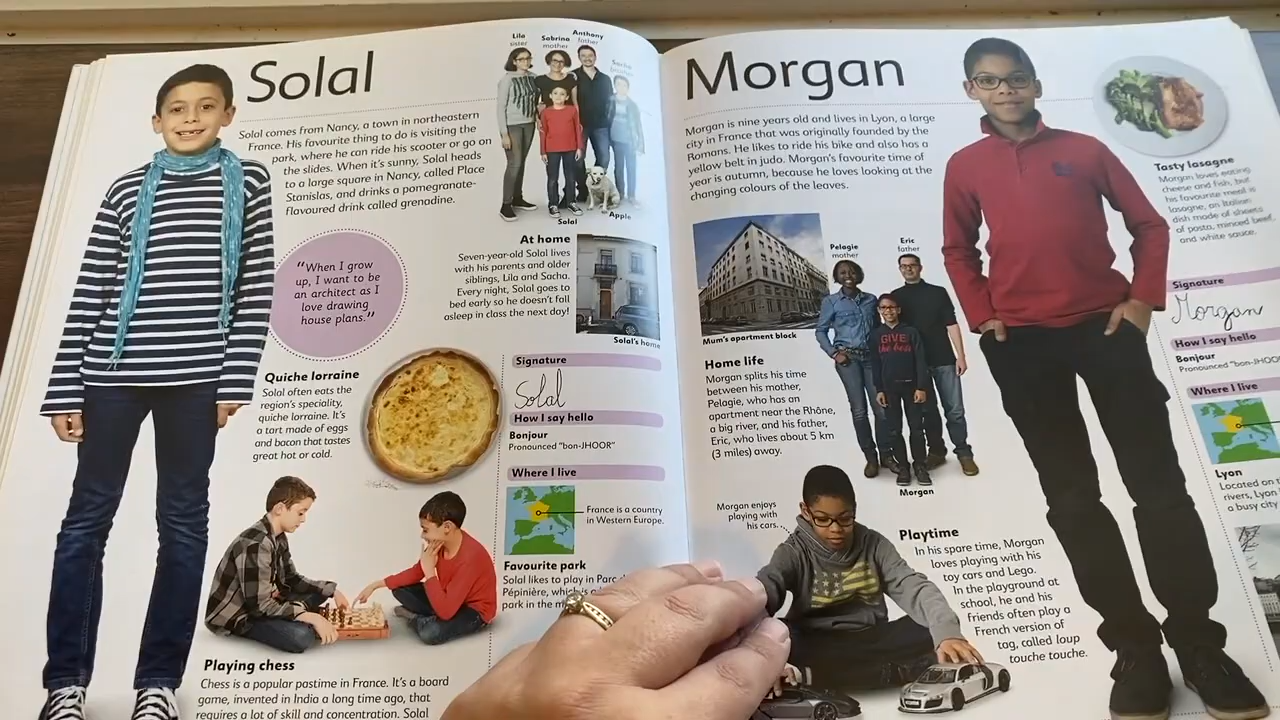 Solal
Solal comes from Nancy, a town in northeastern
France. His favourite thing to do is visiting the
park, where he can ride his scooter or go on
the slides. When it's sunny, Solal heads
to a large square in Nancy, called Place
Stanislas, and drinks a pomegranate-
flavoured drink called grenadine.
Lila
sister
Sabrina
mother
Anthony
father
Sacha
brother
Solal
Apple
"When I grow
up, I want to be
an architect as I
love drawing
house plans."
At home
Seven-year-old Solal lives
with his parents and older
siblings, Lila and Sacha.
Every night, Solal goes to
bed early so he doesn't fall
asleep in class the next day!
Solal's home
Quiche lorraine
Solal often eats the
region's speciality,
quiche lorraine. It's
a tart made of eggs
and bacon that tastes
great hot or cold.
Signature
Solal
How I say hello
Bonjour
Pronounced "bon-JHOOR"
Where I live
France is a country
in Western Europe.
Favourite park
Solal likes to play in Parc
Pépinière, which is
park in the
Playing chess
Chess is a popular pastime in France. It's a board
game, invented in India a long time ago, that
requires a lot of skill and concentration. Solal
Morgan
Morgan is nine years old and lives in Lyon, a large
city in France that was originally founded by the
Romans. He likes to ride his bike and also has a
yellow belt in judo. Morgan's favourite time of
year is autumn, because he loves looking at the
changing colours of the leaves.
Mum's apartment block
Pelagie
mother
Eric
father
GIVE
the best
Morgan
Home life
Morgan splits his time
between his mother,
Pelagie, who has an
apartment near the Rhône,
a big river, and his father,
Eric, who lives about 5 km
(3 miles) away.
Morgan enjoys
playing with
his cars.
Playtime
In his spare time, Morgan
loves playing with his
toy cars and Lego.
In the playground at
school, he and his
friends often play a
French version of
tag, called loup
touche touche.
Tasty lasagne
Morgan loves eating
cheese and fish, but
his favourite meal is
lasagne, an Italian
dish made of sheets
of pasta, minced beef,
and white sauce.
Signature
Morgan
How I say hello
Bonjour
Pronounced "bon-JHOO
Where I live
Lyon
Located on
rivers, Lyon
a busy city